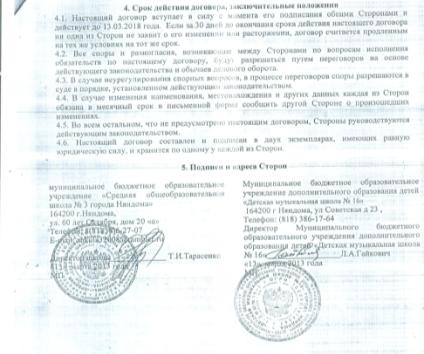 4. Срок действия договора, заключительные положения
4.1. Настоящий договор вступает в силу с момента его подписания обеими Сторонами и
действует до 13.03.2018 года. Если за 30 дней до окончания срока действия настоящего договора
ни одна из Сторон не заявит о его изменении или расторжении, договор считается продленным
на тех же условиях на тот же срок.
4.2. Все споры и разногласия, возникающие между Сторонами по вопросам исполнения
обязательств по настоящему договору, будут разрешаться путем переговоров на основе
действующего законодательства и обычаев делового оборота.
4.3. В случае неурегулирования спорных вопросов, в процессе переговоров споры разрешаются в
суде в порядке, установленном действующим законодательством.
4.4. В случае изменения наименования, местонахождения и других данных каждая из Сторон
обязана в месячный срок в письменной форме сообщить другой Стороне о произошедших
изменениях.
4.5. Во всем остальном, что не предусмотрено настоящим договором, Стороны руководствуются
действующим законодательством.
4.6. Настоящий договор составлен и подписан в двух экземплярах, имеющих равную
юридическую силу, и хранится по одному у каждой из Сторон.
5. Подписи и адреса Сторон
муниципальное бюджетное образовательное
учреждение «Средняя общеобразовательная
школа № 3 города Няндома»
164200 г.Няндома,
ул. 60 лет Октября, дом 20 «а»
Телефон:
E-mail:
Директор школы Т.И.Тарасенко
2013 года
Муниципальное бюджетное образовательное
учреждение дополнительного образования детей
«Детская музыкальная школа № 16»
164200 г Няндома, ул Советская д 23 ,
Телефон: (818) 386-17-64
Директор Муниципального бюджетного
образовательного учреждения дополнительного
образования детей «Детская музыкальная школа
№ 16» Л.А.Гайкович
«13» марта 2013 года